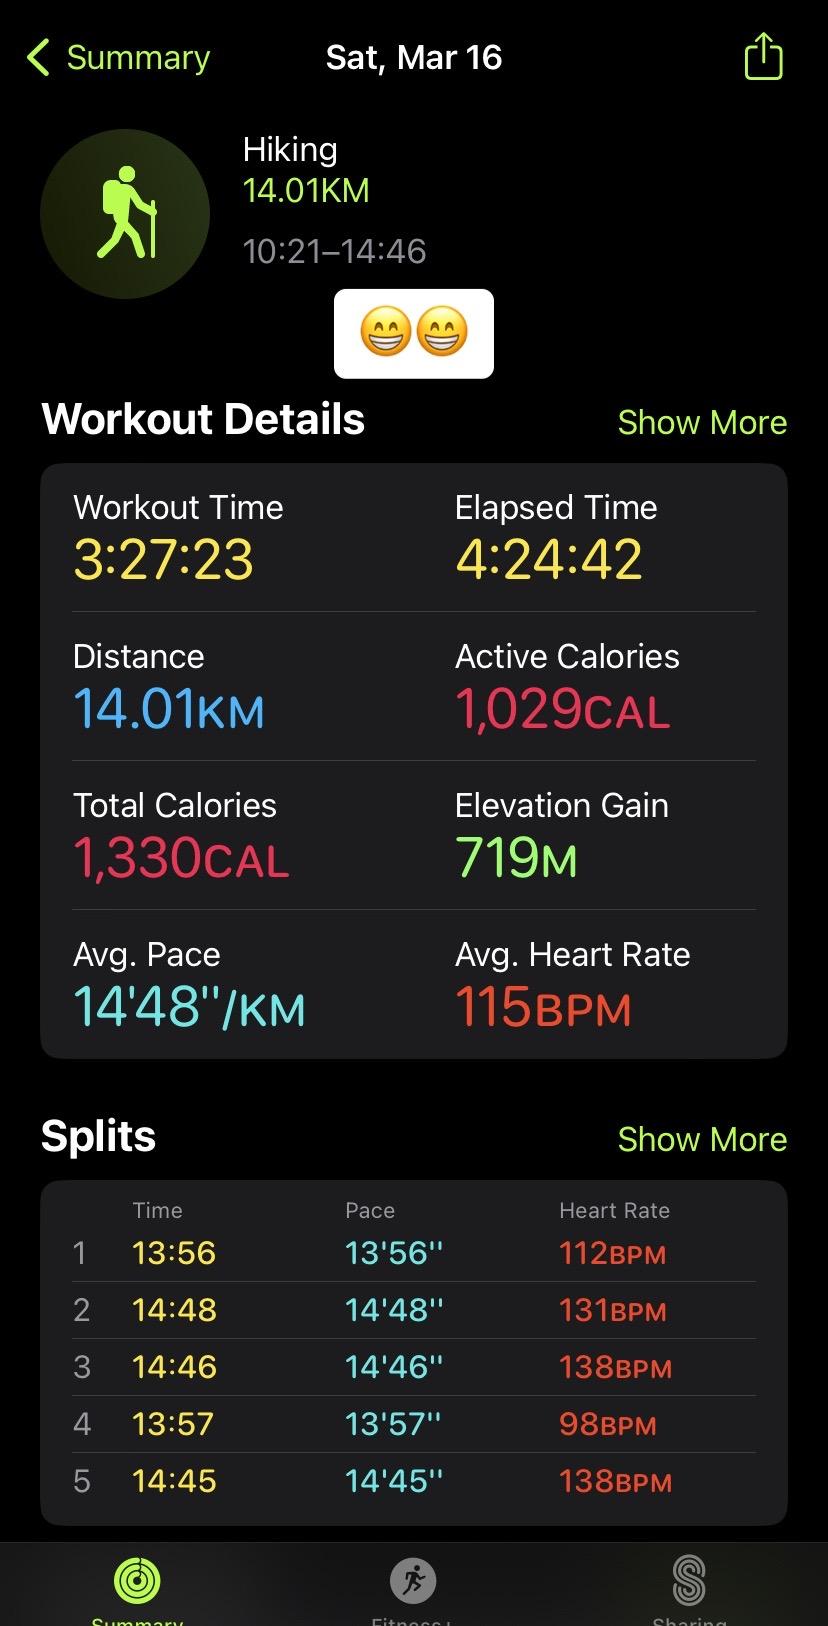 Summary Sat, Mar 16
Hiking
14.01KM
10:21–14:46
😁😁
Workout Details Show More
Workout Time Elapsed Time
3:27:23 4:24:42
Distance Active Calories
14.01KM 1,029CAL
Total Calories Elevation Gain
1,330CAL 719M
Avg. Pace Avg. Heart Rate
14'48''/KM 115BPM
Splits Show More
Time Pace Heart Rate
1 13:56 13'56'' 112BPM
2 14:48 14'48'' 131BPM
3 14:46 14'46'' 138BPM
4 13:57 13'57'' 98BPM
5 14:45 14'45'' 138BPM
Summary Fitness+ Sharing